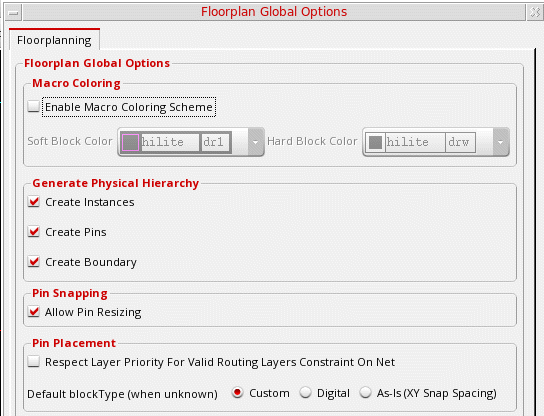 Floorplan Global Options
Floorplanning
Floorplan Global Options
Macro Coloring
Enable Macro Coloring Scheme
Soft Block Color hilite dr1 Hard Block Color hilite drw
Generate Physical Hierarchy
Create Instances
Create Pins
Create Boundary
Pin Snapping
Allow Pin Resizing
Pin Placement
Respect Layer Priority For Valid Routing Layers Constraint On Net
Default blockType (when unknown) Custom Digital As-Is (XY Snap Spacing)